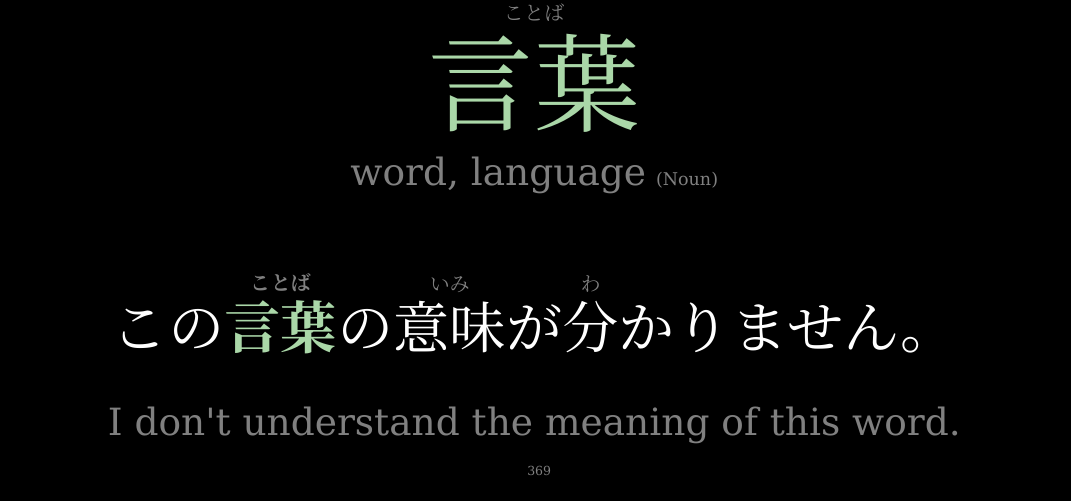 ことば
言葉
word, language (Noun)
ことば いみ わ
この言葉の意味が分かりません。
I don't understand the meaning of this word.
369